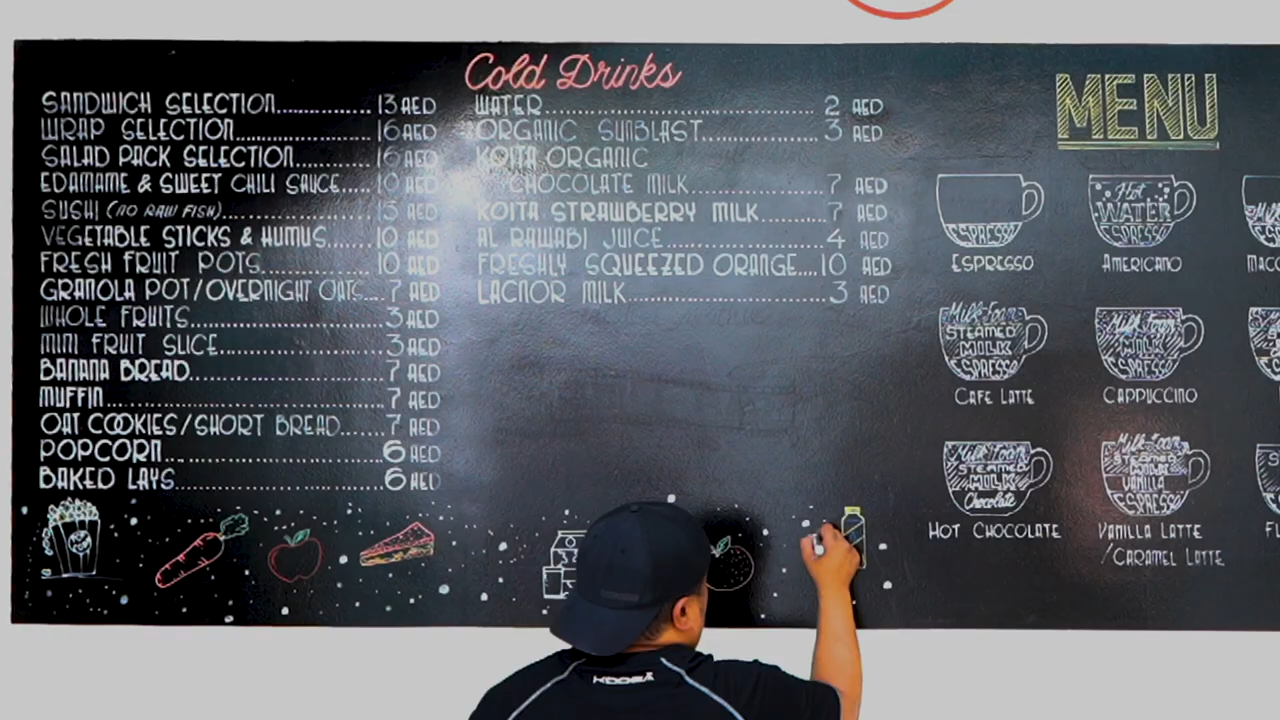 SANDWICH SELECTION............... 13 AED
WRAP SELECTION...................... 16 AED
SALAD PACK SELECTION............ 16 AED
EDAMAME & SWEET CHILI SAUCE..... 10 AED
SUSHI (NO RAW FISH)...................... 13 AED
VEGETABLE STICKS & HUMUS....... 10 AED
FRESH FRUIT POTS................... 10 AED
GRANOLA POT/OVERNIGHT OATS.... 7 AED
WHOLE FRUITS............................. 3 AED
MINI FRUIT SLICE......................... 3 AED
BANANA BREAD............................ 7 AED
MUFFIN......................................... 7 AED
OAT COOKIES/SHORT BREAD....... 7 AED
POPCORN................................... 6 AED
BAKED LAYS............................... 6 AED
Cold Drinks
WATER........................................ 2 AED
ORGANIC SUNBLAST................. 3 AED
KOITA ORGANIC
CHOCOLATE MILK.................... 7 AED
KOITA STRAWBERRY MILK......... 7 AED
AL RAWABI JUICE....................... 4 AED
FRESHLY SQUEEZED ORANGE.... 10 AED
LACNOR MILK............................. 3 AED
MENU
ESPRESSO
ESPRESSO
Hot
WATER
ESPRESSO
AMERICANO
Milk Foam
STEAMED
MILK
ESPRESSO
CAFE LATTE
Milk Foam
MILK
ESPRESSO
CAPPUCCINO
Milk Foam
STEAMED
MILK
Chocolate
HOT CHOCOLATE
Milk Foam
STEAMED
MILK
VANILLA
ESPRESSO
VANILLA LATTE
/CARAMEL LATTE